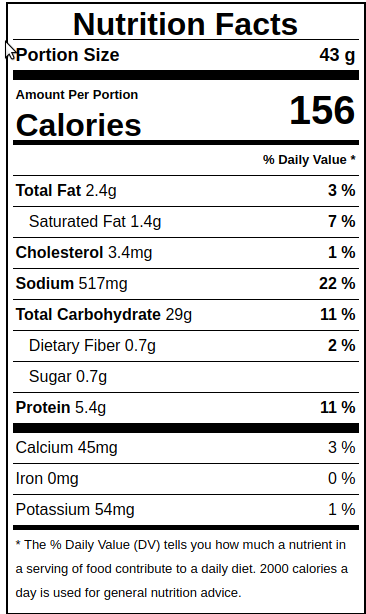 Nutrition Facts
Portion Size 43 g
Amount Per Portion
Calories 156
% Daily Value *
Total Fat 2.4g 3 %
Saturated Fat 1.4g 7 %
Cholesterol 3.4mg 1 %
Sodium 517mg 22 %
Total Carbohydrate 29g 11 %
Dietary Fiber 0.7g 2 %
Sugar 0.7g
Protein 5.4g 11 %
Calcium 45mg 3 %
Iron 0mg 0 %
Potassium 54mg 1 %
* The % Daily Value (DV) tells you how much a nutrient in
a serving of food contribute to a daily diet. 2000 calories a
day is used for general nutrition advice.